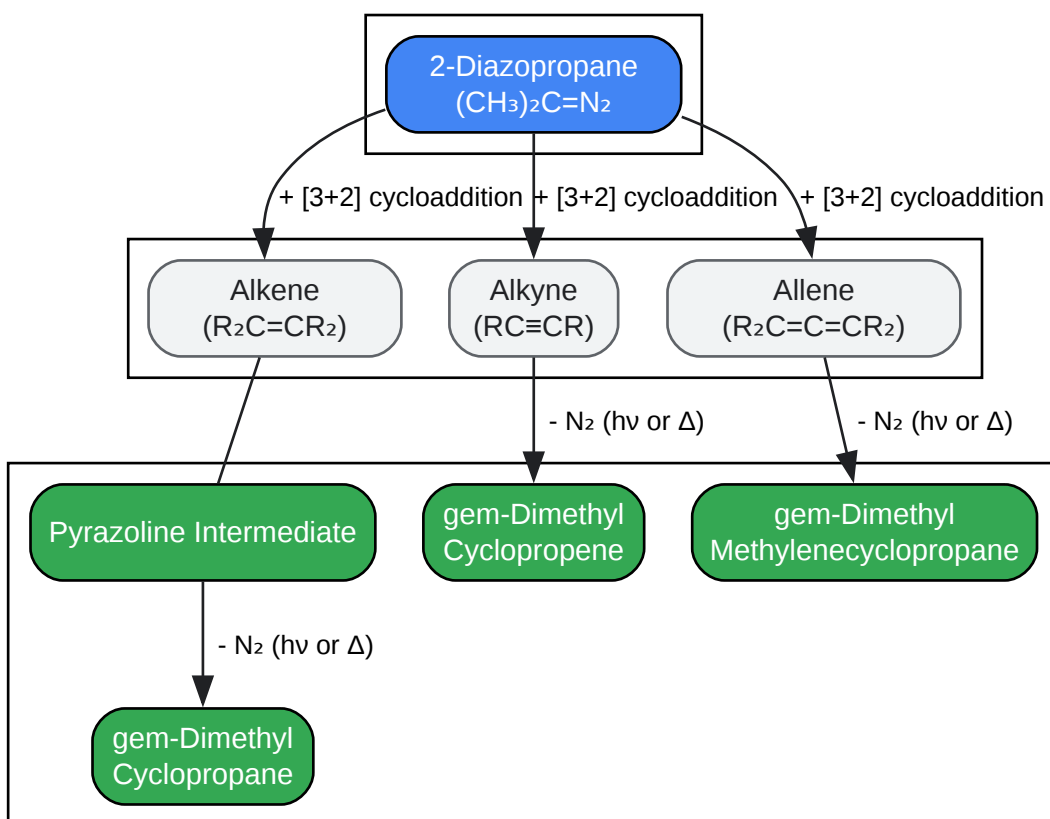 2-Diazopropane
(CH₃)₂C=N₂
+ [3+2] cycloaddition
+ [3+2] cycloaddition
+ [3+2] cycloaddition
Alkene
(R₂C=CR₂)
Alkyne
(RC≡CR)
Allene
(R₂C=C=CR₂)
- N₂ (hν or Δ)
- N₂ (hν or Δ)
Pyrazoline Intermediate
gem-Dimethyl
Cyclopropene
gem-Dimethyl
Methylenecyclopropane
- N₂ (hν or Δ)
gem-Dimethyl
Cyclopropane